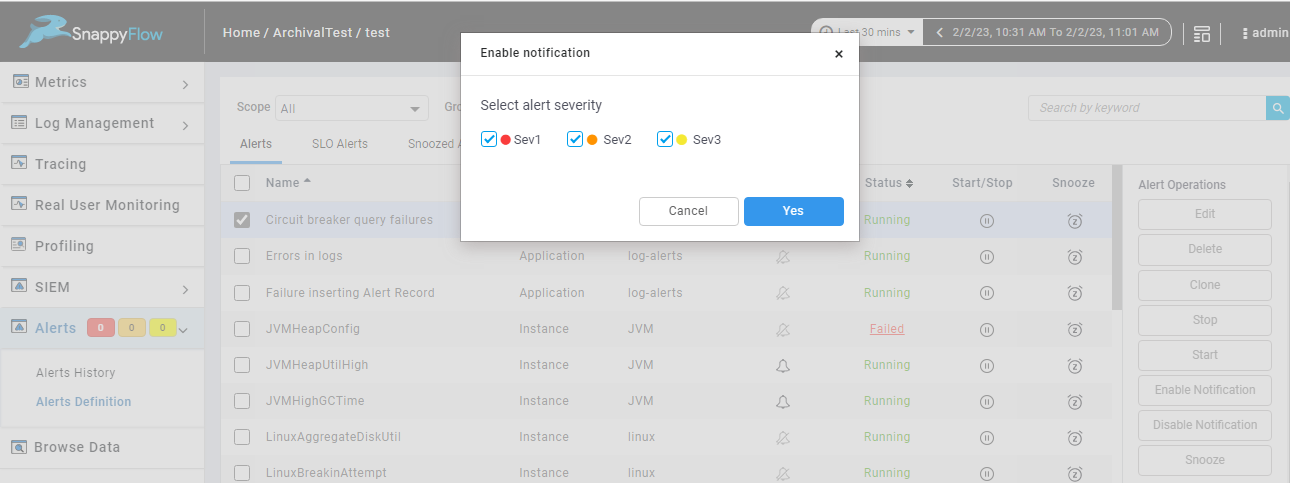 SnappyFlow
Home / ArchivalTest / test
Last 30 mins
2/2/23, 10:31 AM To 2/2/23, 11:01 AM
admin
Enable notification
×
Select alert severity
Sev1 Sev2 Sev3
Cancel Yes
Metrics
Log Management
Tracing
Real User Monitoring
Profiling
SIEM
Alerts 0 0 0
Alerts History
Alerts Definition
Browse Data
Scope All
Search by keyword
Alerts SLO Alerts Snoozed
Name Status Start/Stop Snooze
Circuit breaker query failures Running
Errors in logs Application log-alerts Running
Failure inserting Alert Record Application log-alerts Running
JVMHeapConfig Instance JVM Failed
JVMHeapUtilHigh Instance JVM Running
JVMHighGCTime Instance JVM Running
LinuxAggregateDiskUtil Instance linux Running
LinuxBreakinAttempt Instance linux Running
Alert Operations
Edit
Delete
Clone
Stop
Start
Enable Notification
Disable Notification
Snooze